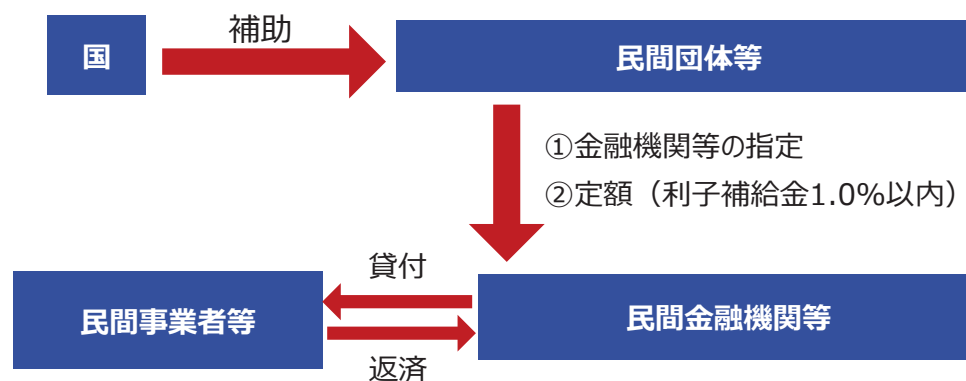 国
補助
民間団体等
①金融機関等の指定
②定額（利子補給金1.0%以内）
貸付
民間事業者等
民間金融機関等
返済